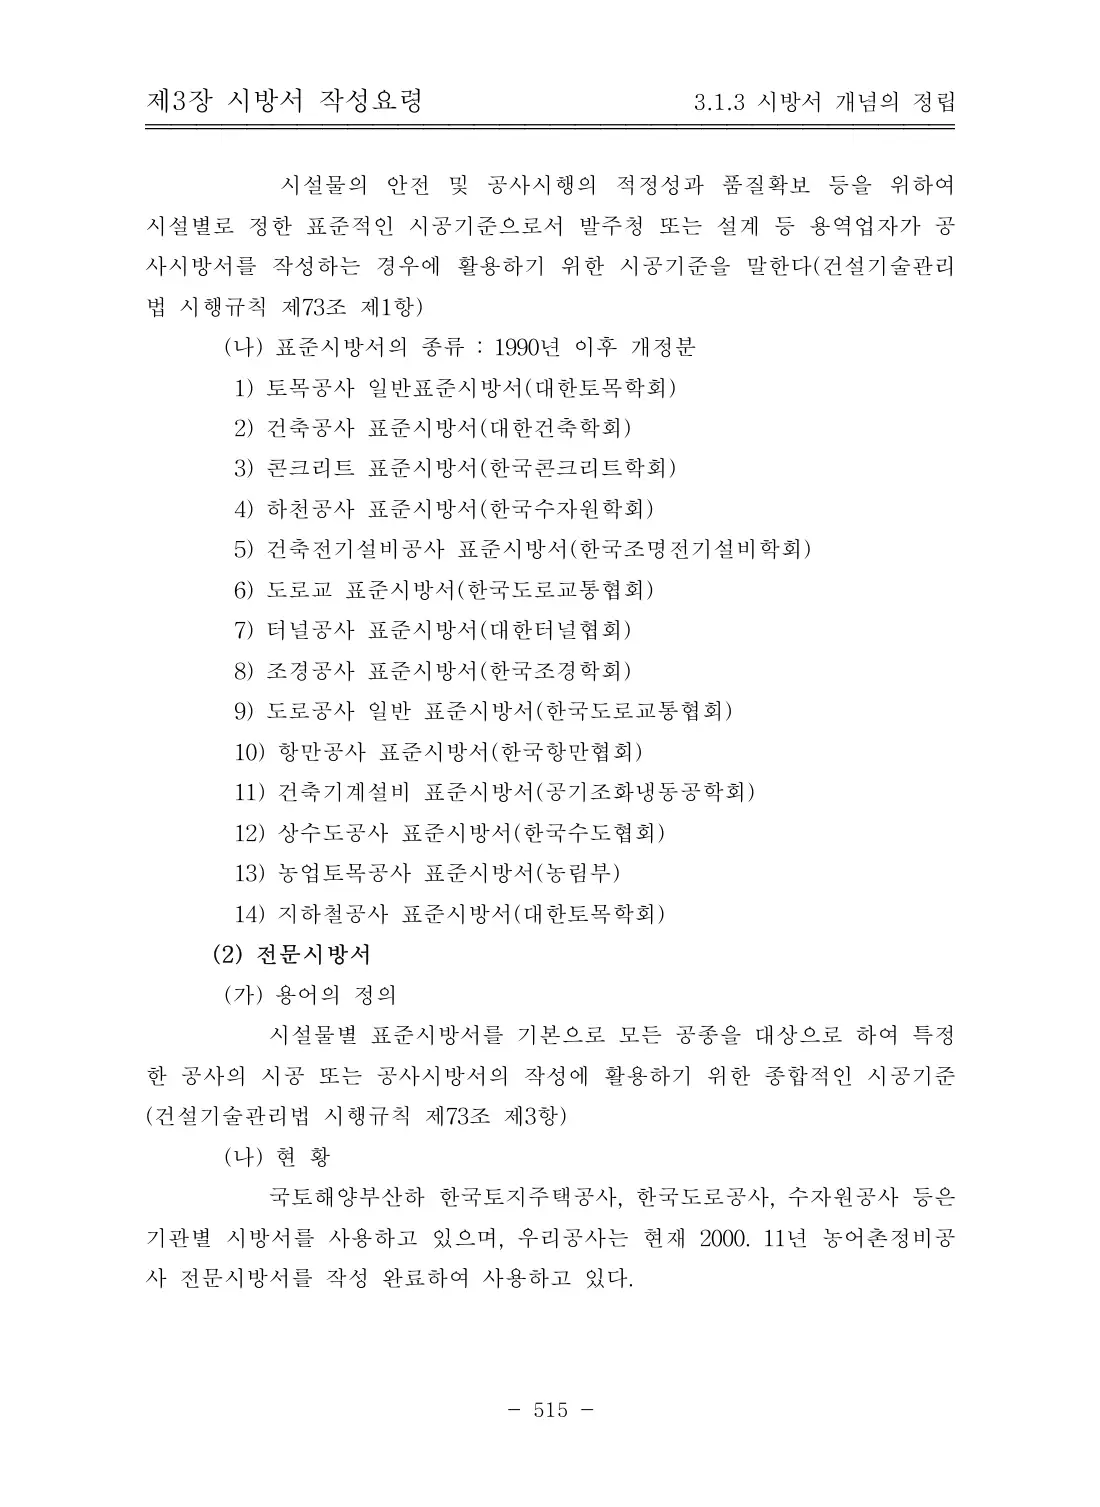 제3장 시방서 작성요령
3.1.3 시방서 개념의 정립
시설물의 안전 및 공사시행의 적정성과 품질확보 등을 위하여
시설별로 정한 표준적인 시공기준으로서 발주청 또는 설계 등 용역업자가 공
사시방서를 작성하는 경우에 활용하기 위한 시공기준을 말한다(건설기술관리
법 시행규칙 제73조 제1항)
(나) 표준시방서의 종류 : 1990년 이후 개정분
1) 토목공사 일반표준시방서(대한토목학회)
2) 건축공사 표준시방서(대한건축학회)
3) 콘크리트 표준시방서(한국콘크리트학회)
4) 하천공사 표준시방서(한국수자원학회)
5) 건축전기설비공사 표준시방서(한국조명전기설비학회)
6) 도로교 표준시방서(한국도로교통협회)
7) 터널공사 표준시방서(대한터널협회)
8) 조경공사 표준시방서(한국조경학회)
9) 도로공사 일반 표준시방서(한국도로교통협회)
10) 항만공사 표준시방서(한국항만협회)
11) 건축기계설비 표준시방서(공기조화냉동공학회)
12) 상수도공사 표준시방서(한국수도협회)
13) 농업토목공사 표준시방서(농림부)
14) 지하철공사 표준시방서(대한토목학회)
(2) 전문시방서
(가) 용어의 정의
시설물별 표준시방서를 기본으로 모든 공종을 대상으로 하여 특정
한 공사의 시공 또는 공사시방서의 작성에 활용하기 위한 종합적인 시공기준
(건설기술관리법 시행규칙 제73조 제3항)
(나) 현 황
국토해양부산하 한국토지주택공사, 한국도로공사, 수자원공사 등은
기관별 시방서를 사용하고 있으며, 우리공사는 현재 2000. 11년 농어촌정비공
사 전문시방서를 작성 완료하여 사용하고 있다.
- 515 -